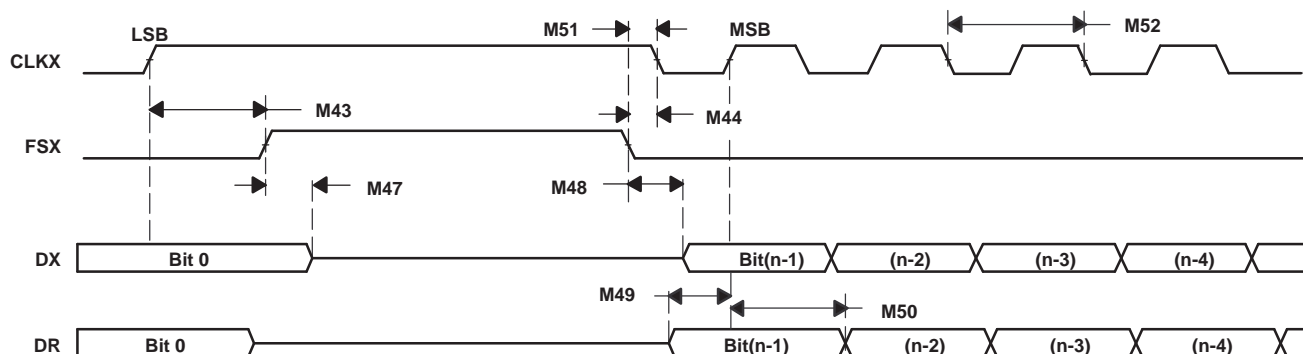 LSB M51 MSB M52
CLKX
M43 M44
FSX
M47 M48
DX Bit 0 Bit(n-1) (n-2) (n-3) (n-4)
M49 M50
DR Bit 0 Bit(n-1) (n-2) (n-3) (n-4)